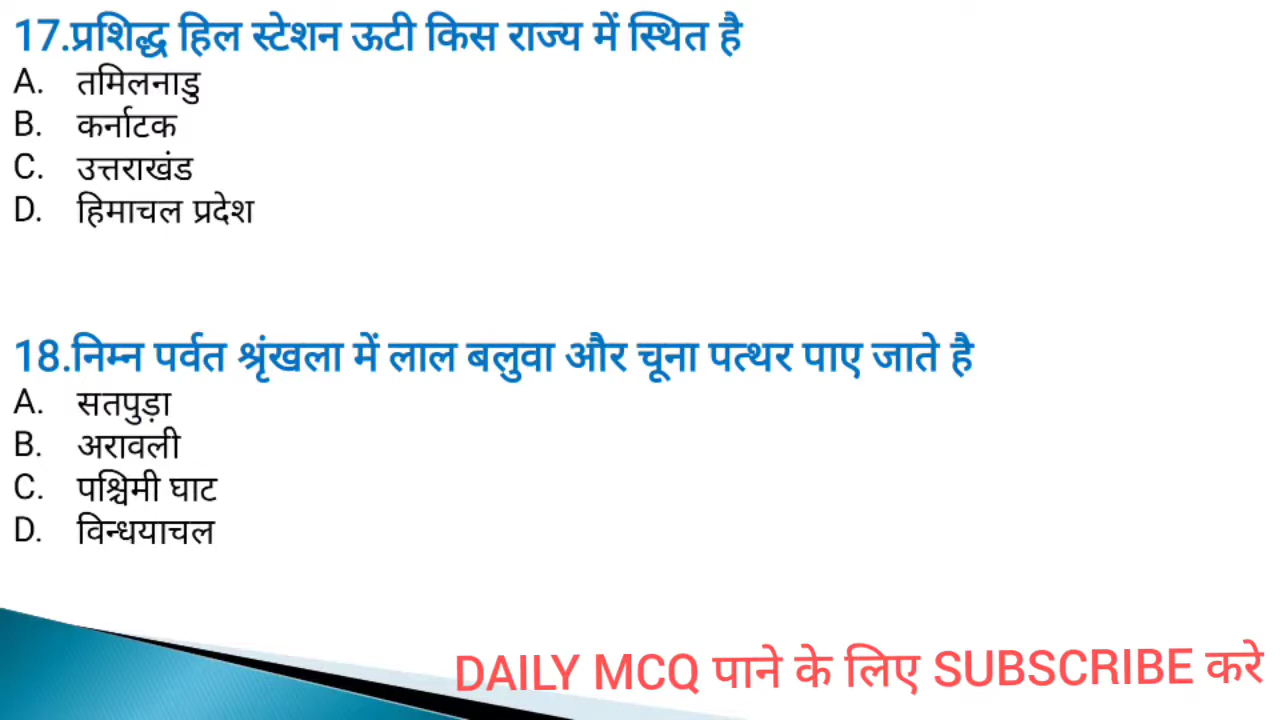 17.प्रशिद्ध हिल स्टेशन ऊटी किस राज्य में स्थित है
A. तमिलनाडु
B. कर्नाटक
C. उत्तराखंड
D. हिमाचल प्रदेश
18.निम्न पर्वत श्रृंखला में लाल बलुवा और चूना पत्थर पाए जाते है
A. सतपुड़ा
B. अरावली
C. पश्चिमी घाट
D. विन्धयाचल
DAILY MCQ पाने के लिए SUBSCRIBE करे